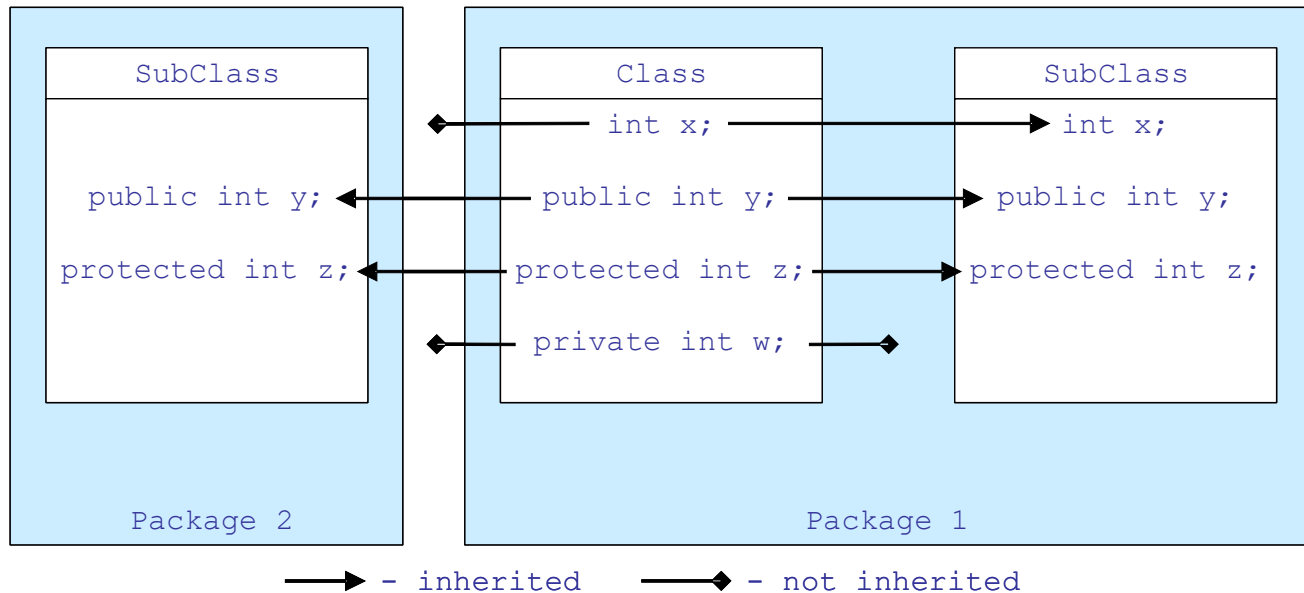 SubClass
Class
SubClass
int x;
int x;
public int y;
public int y;
public int y;
protected int z;
protected int z;
protected int z;
private int w;
Package 2
Package 1
- inherited
- not inherited